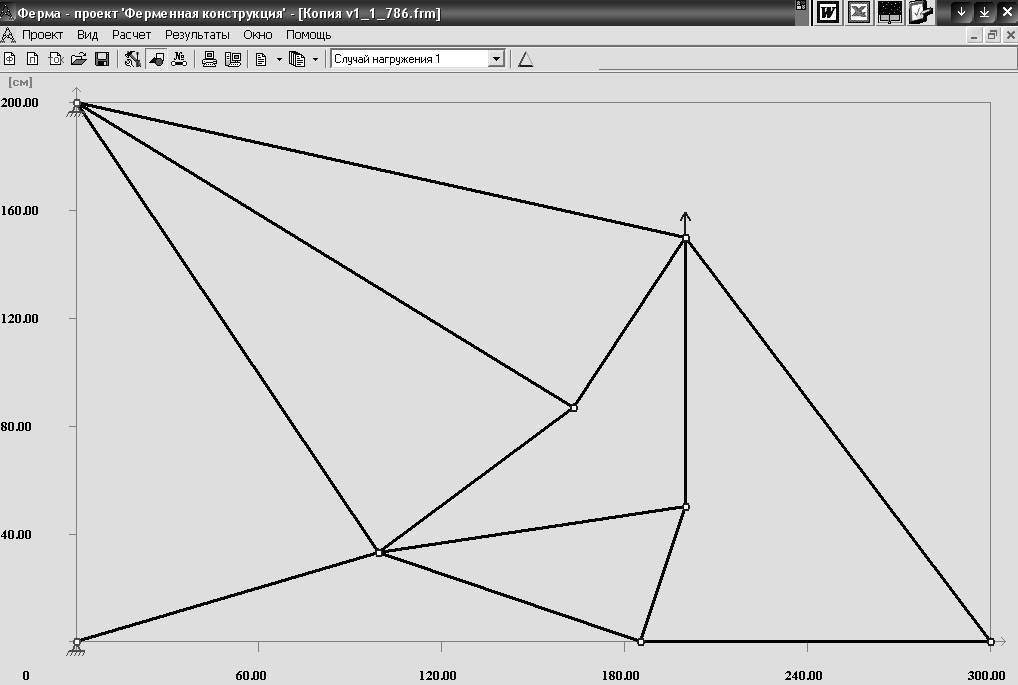 Ферма - проект 'Ферменная конструкция' - [Копия v1_1_786.frm]
Проект Вид Расчет Результаты Окно Помощь
Случай нагружения 1
[см]
200.00
160.00
120.00
80.00
40.00
0 60.00 120.00 180.00 240.00 300.00